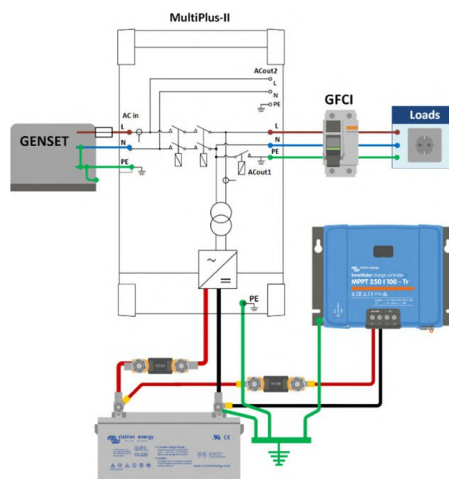 MultiPlus-II
ACout2
L
N
PE
AC in
GFCI
Loads
GENSET
L
N
PE
L
N
PE
ACout1
PE
victron energy
SmartSolar charge controller
MPPT 250 | 100 - Tr
victron energy